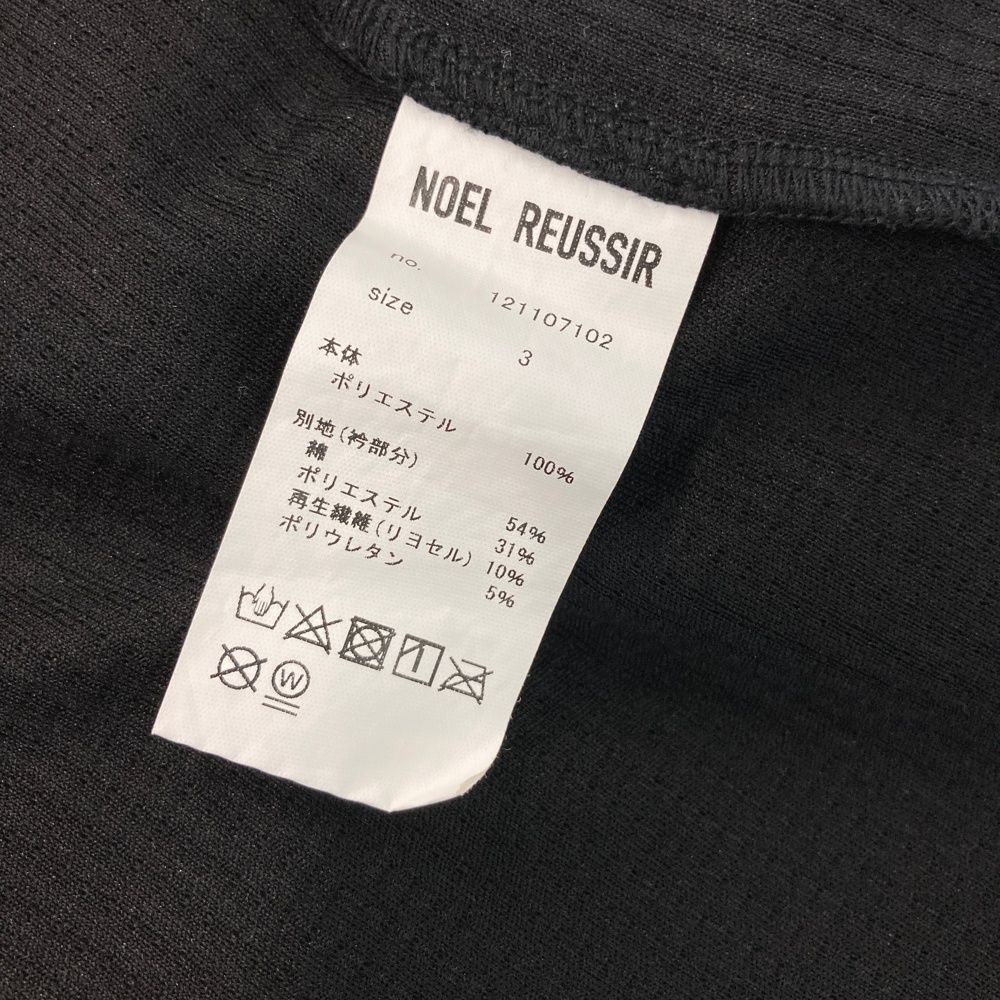 NOEL REUSSIR
no. 121107102
size 3
本体
ポリエステル 100%
別地(衿部分)
綿 54%
ポリエステル 31%
再生繊維(リヨセル) 10%
ポリウレタン 5%
W